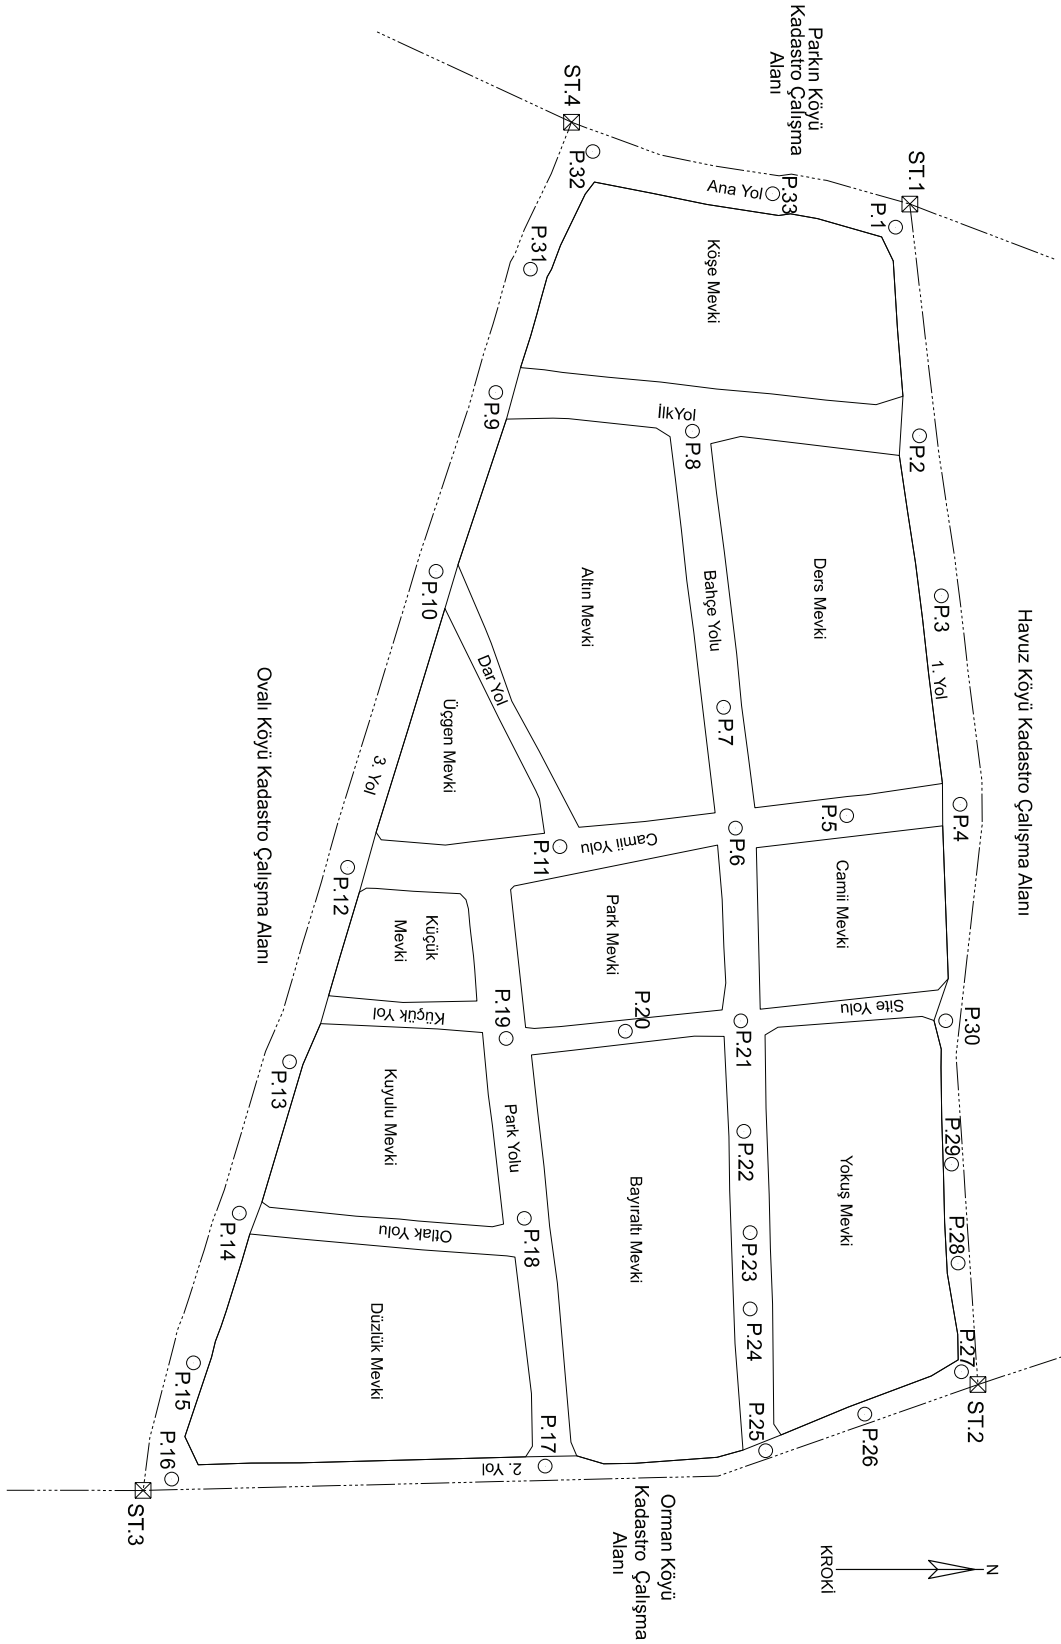 Parkın Köyü
Kadastro Çalışma
Alanı
ST.4
ST.1
P.32
P.33
Ana Yol
P.1
P.31
Köşe Mevki
P.9
İlkYol
P.8
P.2
P.10
Altın Mevki
Bahçe Yolu
Ders Mevki
P.3
1. Yol
Havuz Köyü Kadastro Çalışma Alanı
Ovalı Köyü Kadastro Çalışma Alanı
3. Yol
Üçgen Mevki
Dar Yol
P.7
P.5
P.4
P.12
P.11
Camii Yolu
P.6
Camii Mevki
Küçük
Mevki
Park Mevki
Küçük Yol
P.19
P.20
P.21
Site Yolu
P.30
P.13
Kuyulu Mevki
Park Yolu
P.22
P.29
P.14
Otlak Yolu
P.18
Bayıraltı Mevki
P.23
Yokuş Mevki
P.28
P.15
Düzlük Mevki
P.24
P.27
ST.2
P.16
2. Yol
P.17
P.25
P.26
ST.3
Orman Köyü
Kadastro Çalışma
Alanı
N
KROKİ